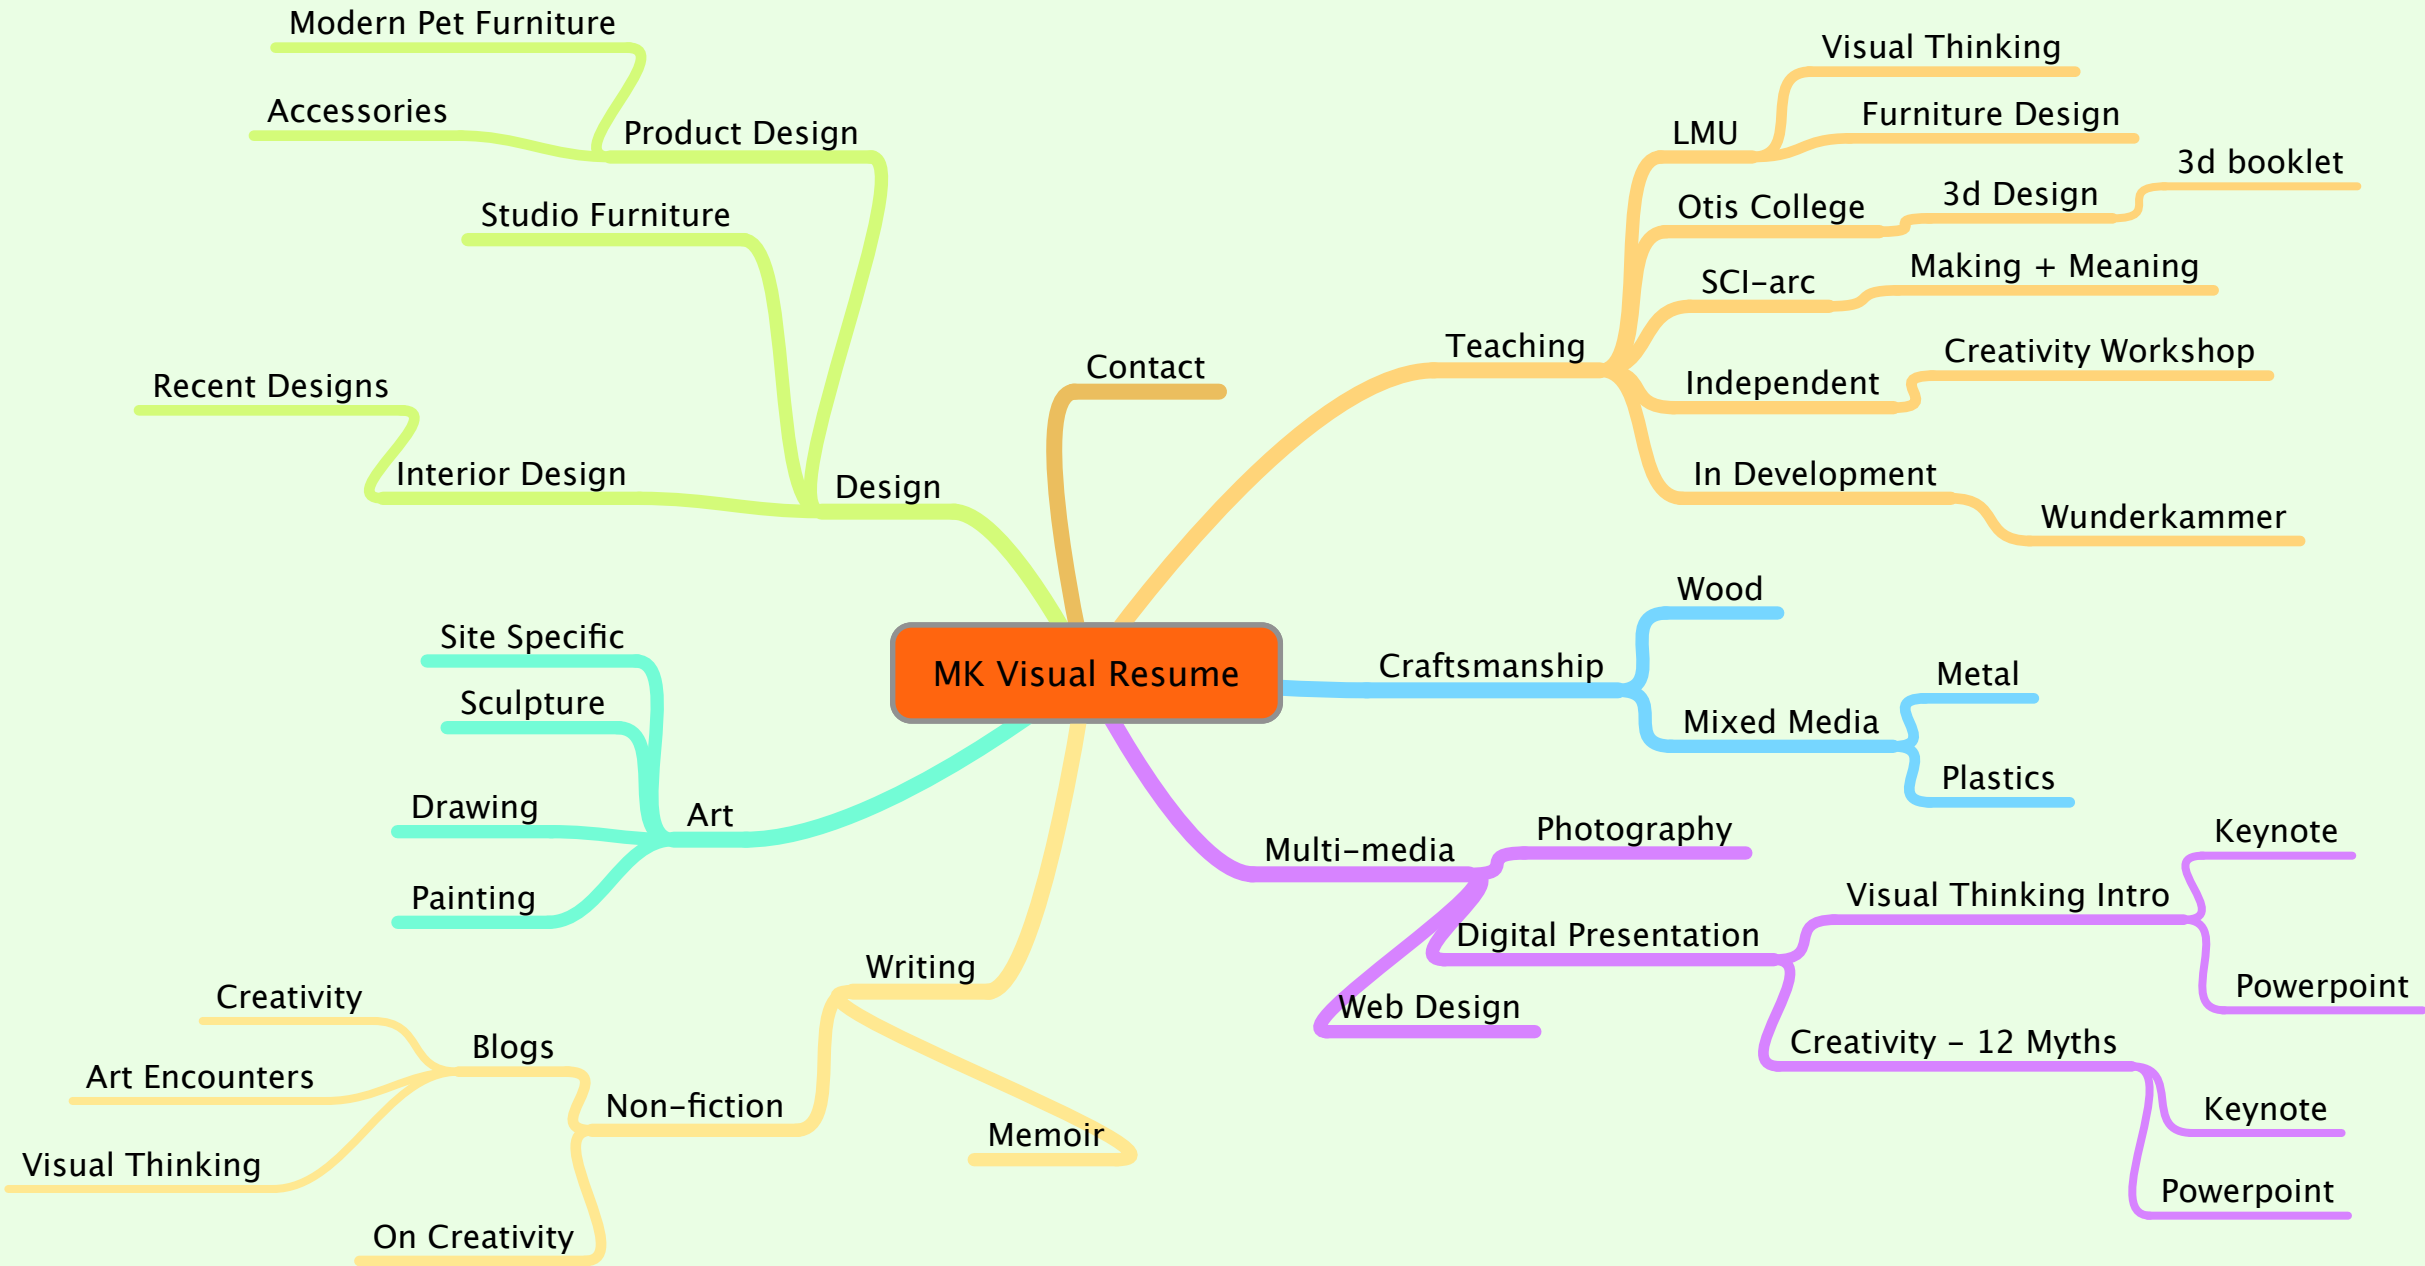 MK Visual Resume
Contact
Teaching
LMU
Visual Thinking
Furniture Design
Otis College
3d Design
3d booklet
SCI-arc
Making + Meaning
Independent
Creativity Workshop
In Development
Wunderkammer
Craftsmanship
Wood
Mixed Media
Metal
Plastics
Multi-media
Photography
Digital Presentation
Visual Thinking Intro
Keynote
Powerpoint
Creativity - 12 Myths
Keynote
Powerpoint
Web Design
Writing
Memoir
Non-fiction
Blogs
Creativity
Art Encounters
Visual Thinking
On Creativity
Art
Site Specific
Sculpture
Drawing
Painting
Design
Product Design
Modern Pet Furniture
Accessories
Studio Furniture
Interior Design
Recent Designs